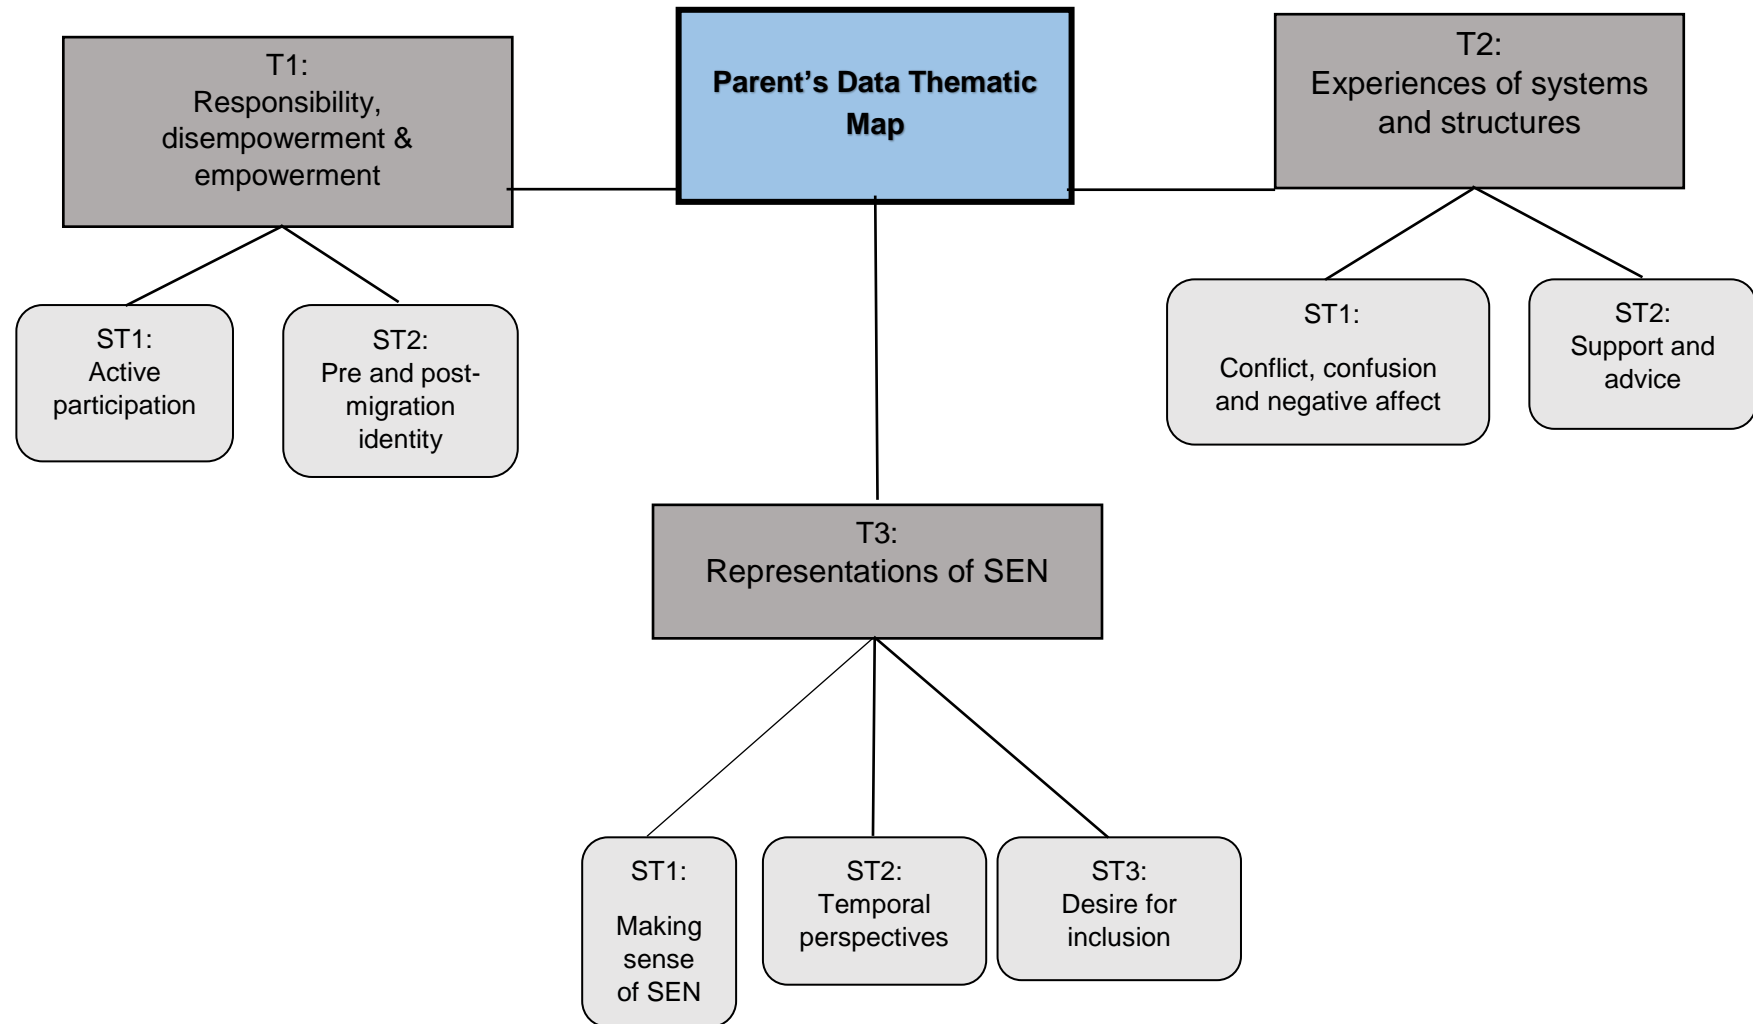 T1:
Responsibility,
disempowerment &
empowerment
Parent’s Data Thematic
Map
T2:
Experiences of systems
and structures
ST1:
Active
participation
ST2:
Pre and post-
migration
identity
ST1:
Conflict, confusion
and negative affect
ST2:
Support and
advice
T3:
Representations of SEN
ST1:
Making
sense
of SEN
ST2:
Temporal
perspectives
ST3:
Desire for
inclusion